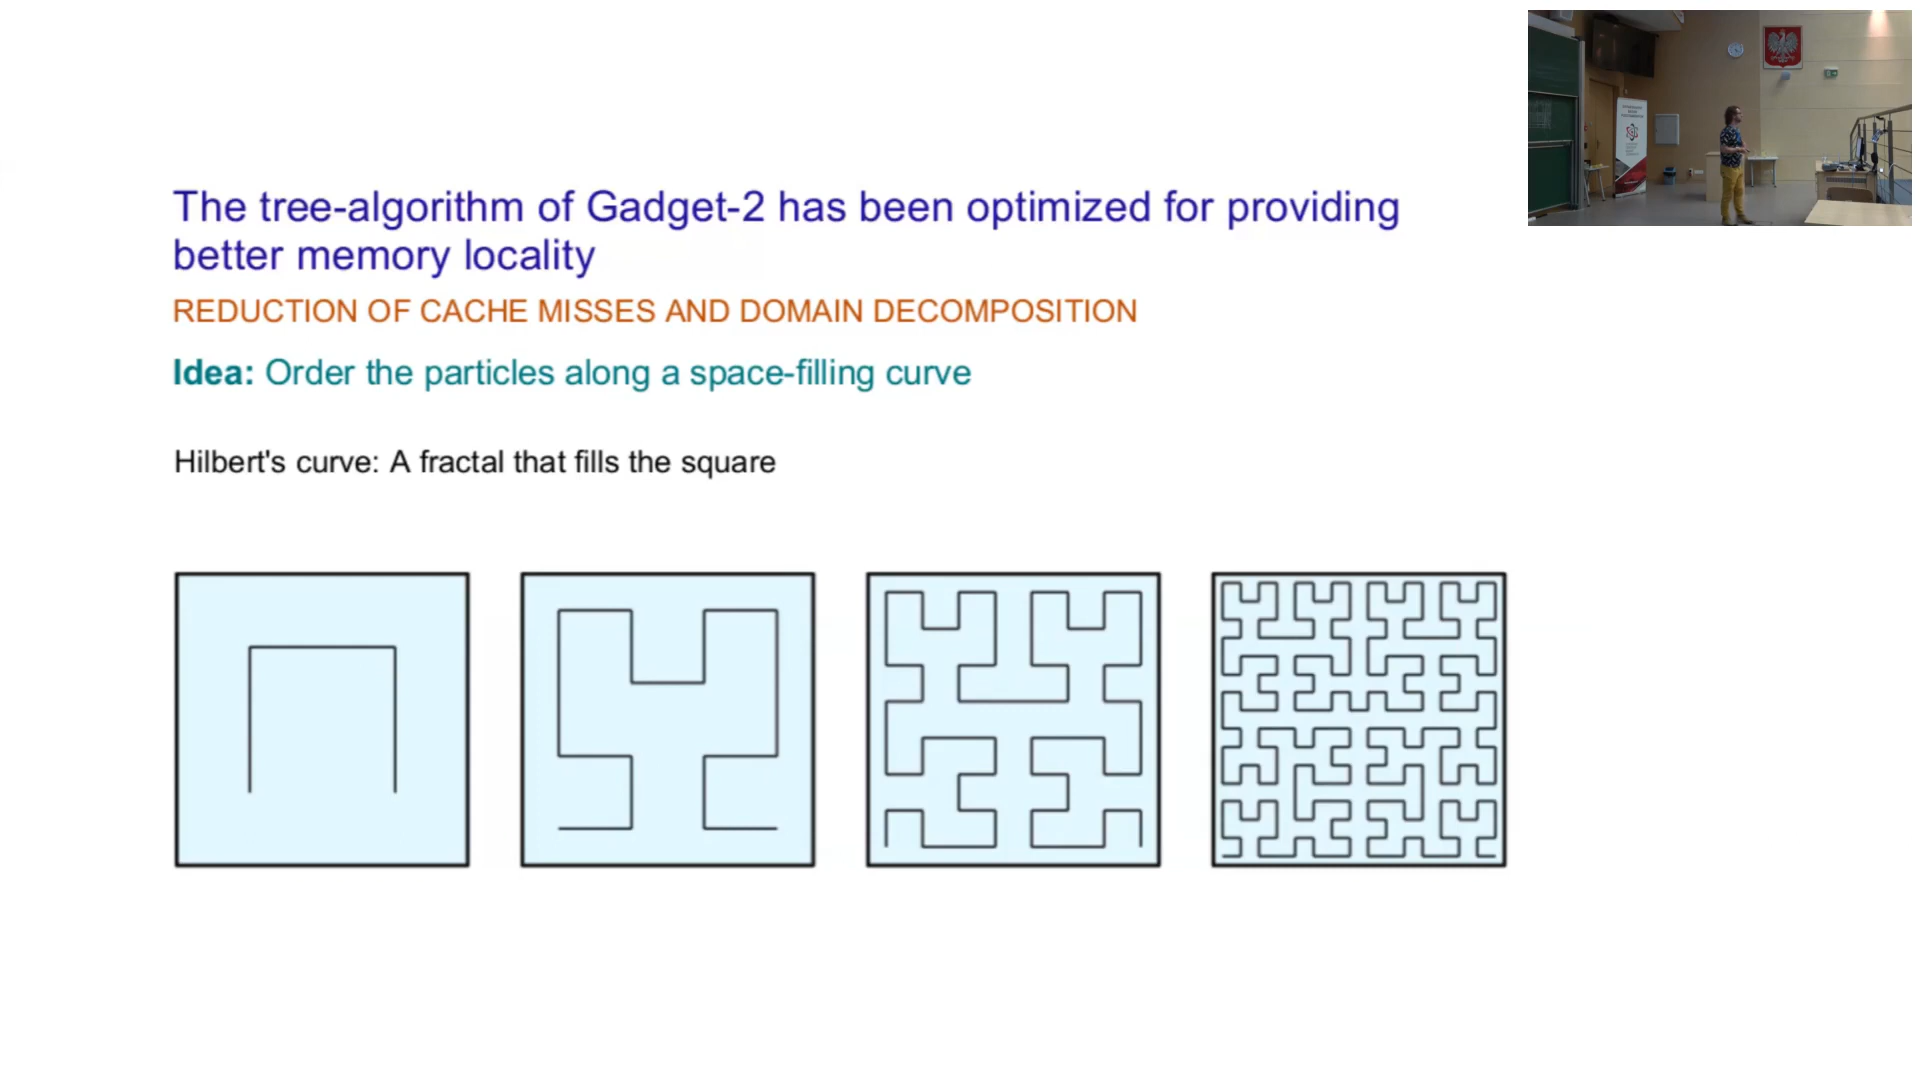 The tree-algorithm of Gadget-2 has been optimized for providing
better memory locality
REDUCTION OF CACHE MISSES AND DOMAIN DECOMPOSITION
Idea: Order the particles along a space-filling curve
Hilbert's curve: A fractal that fills the square